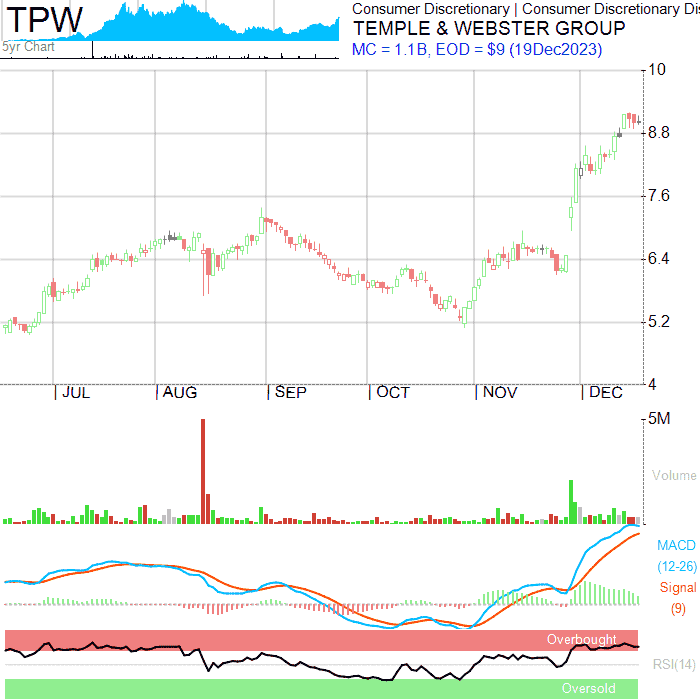 TPW
5yr Chart
Consumer Discretionary | Consumer Discretionary Dis
TEMPLE & WEBSTER GROUP
MC = 1.1B, EOD = $9 (19Dec2023)
10
8.8
7.6
6.4
5.2
4
JUL
AUG
SEP
OCT
NOV
DEC
5M
Volume
MACD
(12-26)
Signal
(9)
Overbought
RSI(14)
Oversold